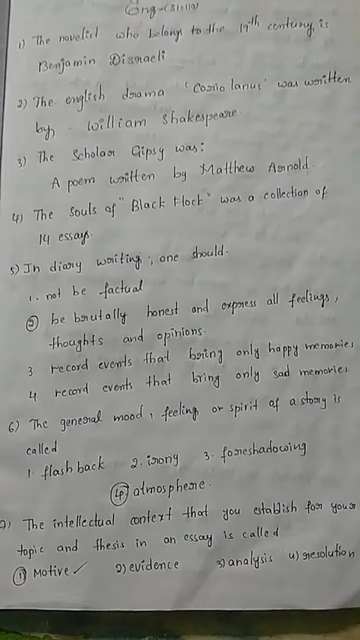 Eng-(81-110)
1) The novelist who belongs to the 19th century is
Benjamin Disraeli
2) The english drama 'Corio lanus' was written
by - William Shakespeare.
3) The Scholar Gipsy was:
A poem written by Matthew Arnold
4) The Souls of "Black Flock" was a collection of
14 essays.
5) In diary writing:, one should.
1. not be factual
2 be brutally honest and express all feelings,
thoughts and opinions.
3. record events that bring only happy memories
4. record events that bring only sad memories.
6) The general mood, feeling or spirit of a story is
called
1. flash back 2. irony 3. foreshadowing
4 atmosphere.
7) The intellectual context that you establish for your
topic and thesis in an essay is called
1) Motive ✓ 2) evidence 3) analysis 4) resolution